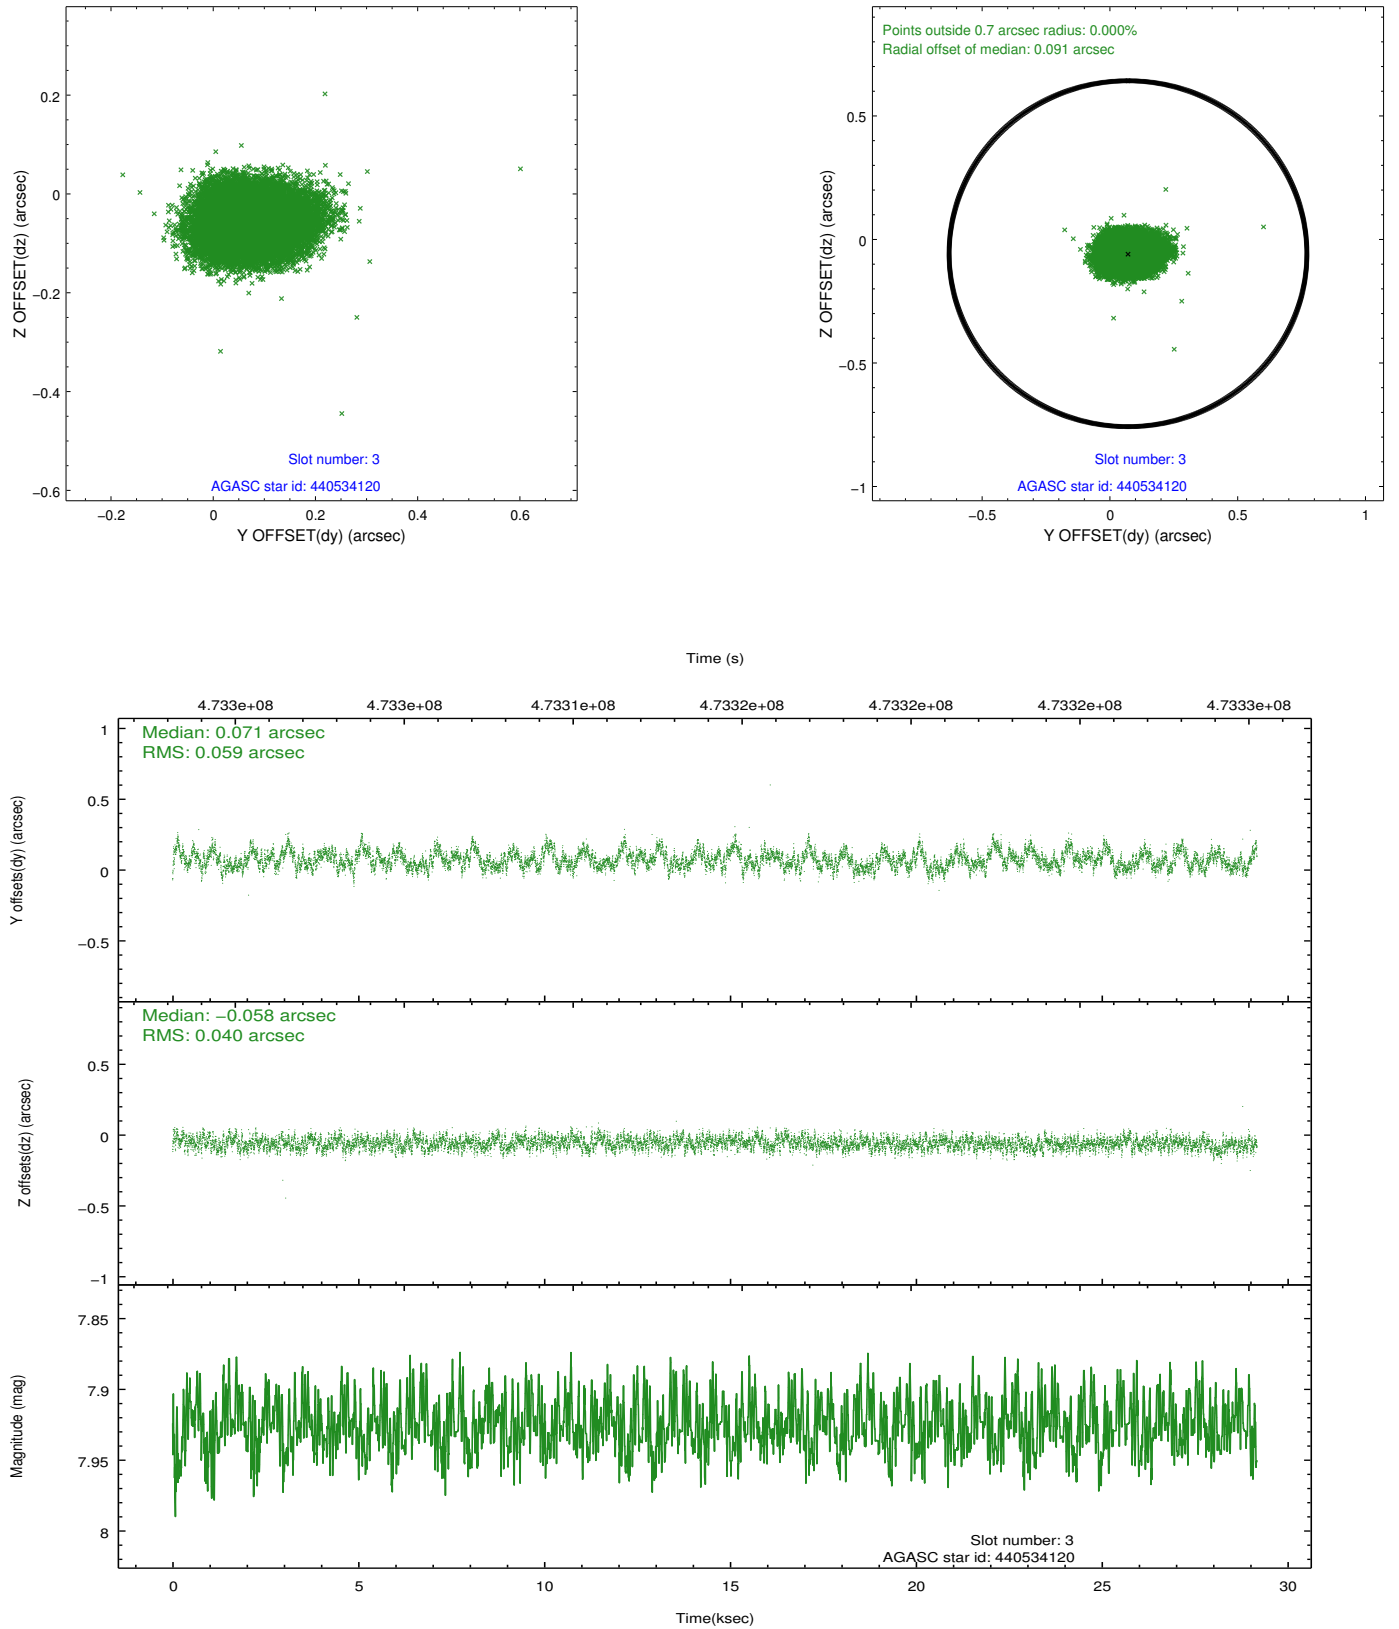 0.2
0
−0.2
−0.4
−0.6
Z OFFSET(dz) (arcsec)
Slot number: 3
AGASC star id: 440534120
−0.2 0 0.2 0.4 0.6
Y OFFSET(dy) (arcsec)
Points outside 0.7 arcsec radius: 0.000%
Radial offset of median: 0.091 arcsec
0.5
0
−0.5
−1
Z OFFSET(dz) (arcsec)
Slot number: 3
AGASC star id: 440534120
−0.5 0 0.5 1
Y OFFSET(dy) (arcsec)
Time (s)
4.733e+08 4.733e+08 4.7331e+08 4.7332e+08 4.7332e+08 4.7332e+08 4.7333e+08
Median: 0.071 arcsec
RMS: 0.059 arcsec
1
0.5
0
−0.5
Y offsets(dy) (arcsec)
Median: −0.058 arcsec
RMS: 0.040 arcsec
0.5
0
−0.5
−1
Z offsets(dz) (arcsec)
7.85
7.9
7.95
8
Magnitude (mag)
Slot number: 3
AGASC star id: 440534120
0 5 10 15 20 25 30
Time(ksec)